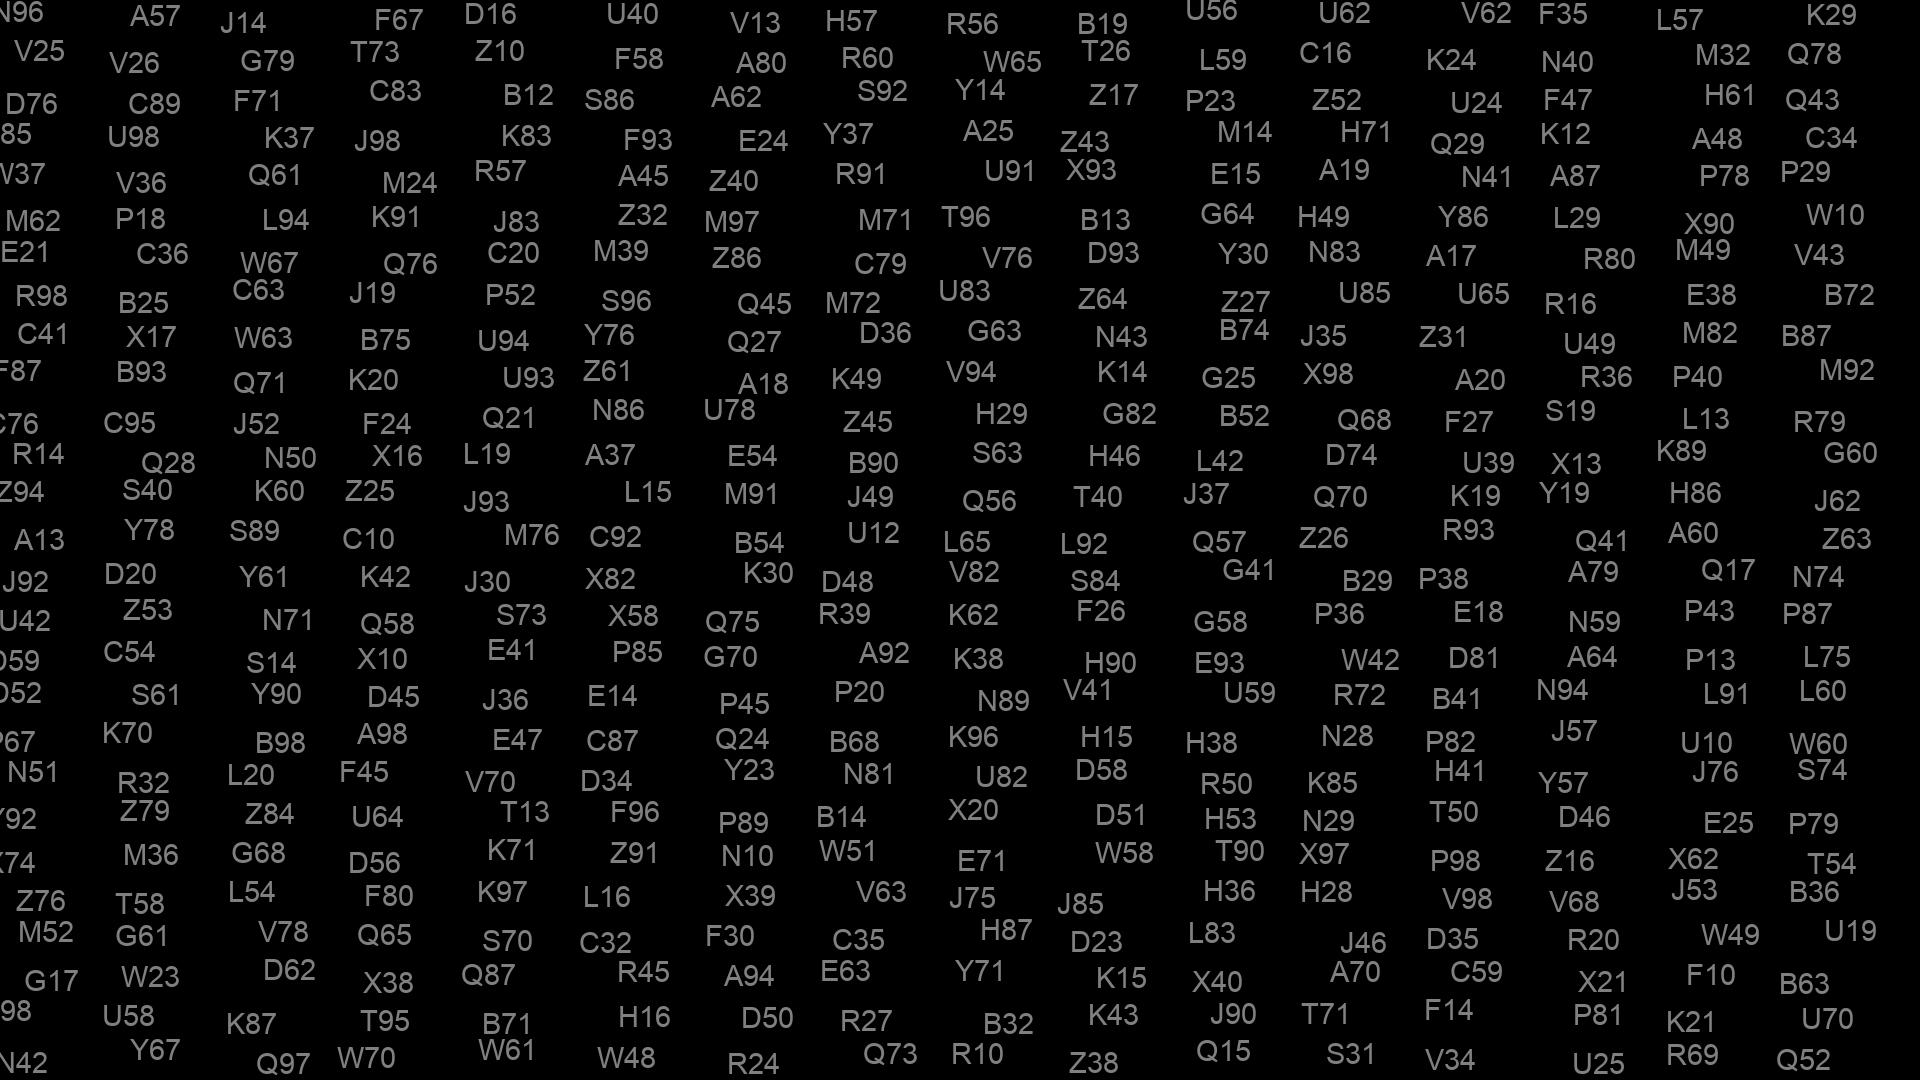 N96 A57 J14 F67 D16 U40 V13 H57 R56 B19 U56 U62 V62 F35 L57 K29
V25 V26 G79 T73 Z10 F58 A80 R60 W65 T26 L59 C16 K24 N40 M32 Q78
D76 C89 F71 C83 B12 S86 A62 S92 Y14 Z17 P23 Z52 U24 F47 H61 Q43
85 U98 K37 J98 K83 F93 E24 Y37 A25 Z43 M14 H71 Q29 K12 A48 C34
W37 V36 Q61 M24 R57 A45 Z40 R91 U91 X93 E15 A19 N41 A87 P78 P29
M62 P18 L94 K91 J83 Z32 M97 M71 T96 B13 G64 H49 Y86 L29 X90 W10
E21 C36 W67 Q76 C20 M39 Z86 C79 V76 D93 Y30 N83 A17 R80 M49 V43
R98 B25 C63 J19 P52 S96 Q45 M72 U83 Z64 Z27 U85 U65 R16 E38 B72
C41 X17 W63 B75 U94 Y76 Q27 D36 G63 N43 B74 J35 Z31 U49 M82 B87
F87 B93 Q71 K20 U93 Z61 A18 K49 V94 K14 G25 X98 A20 R36 P40 M92
C76 C95 J52 F24 Q21 N86 U78 Z45 H29 G82 B52 Q68 F27 S19 L13 R79
R14 Q28 N50 X16 L19 A37 E54 B90 S63 H46 L42 D74 U39 X13 K89 G60
Z94 S40 K60 Z25 J93 L15 M91 J49 Q56 T40 J37 Q70 K19 Y19 H86 J62
A13 Y78 S89 C10 M76 C92 B54 U12 L65 L92 Q57 Z26 R93 Q41 A60 Z63
J92 D20 Y61 K42 J30 X82 K30 D48 V82 S84 G41 B29 P38 A79 Q17 N74
U42 Z53 N71 Q58 S73 X58 Q75 R39 K62 F26 G58 P36 E18 N59 P43 P87
D59 C54 S14 X10 E41 P85 G70 A92 K38 H90 E93 W42 D81 A64 P13 L75
D52 S61 Y90 D45 J36 E14 P45 P20 N89 V41 U59 R72 B41 N94 L91 L60
P67 K70 B98 A98 E47 C87 Q24 B68 K96 H15 H38 N28 P82 J57 U10 W60
N51 R32 L20 F45 V70 D34 Y23 N81 U82 D58 R50 K85 H41 Y57 J76 S74
Y92 Z79 Z84 U64 T13 F96 P89 B14 X20 D51 H53 N29 T50 D46 E25 P79
74 M36 G68 D56 K71 Z91 N10 W51 E71 W58 T90 X97 P98 Z16 X62 T54
Z76 T58 L54 F80 K97 L16 X39 V63 J75 J85 H36 H28 V98 V68 J53 B36
M52 G61 V78 Q65 S70 C32 F30 C35 H87 D23 L83 J46 D35 R20 W49 U19
G17 W23 D62 X38 Q87 R45 A94 E63 Y71 K15 X40 A70 C59 X21 F10 B63
98 U58 K87 T95 B71 H16 D50 R27 B32 K43 J90 T71 F14 P81 K21 U70
N42 Y67 Q97 W70 W61 W48 R24 Q73 R10 Z38 Q15 S31 V34 U25 R69 Q52